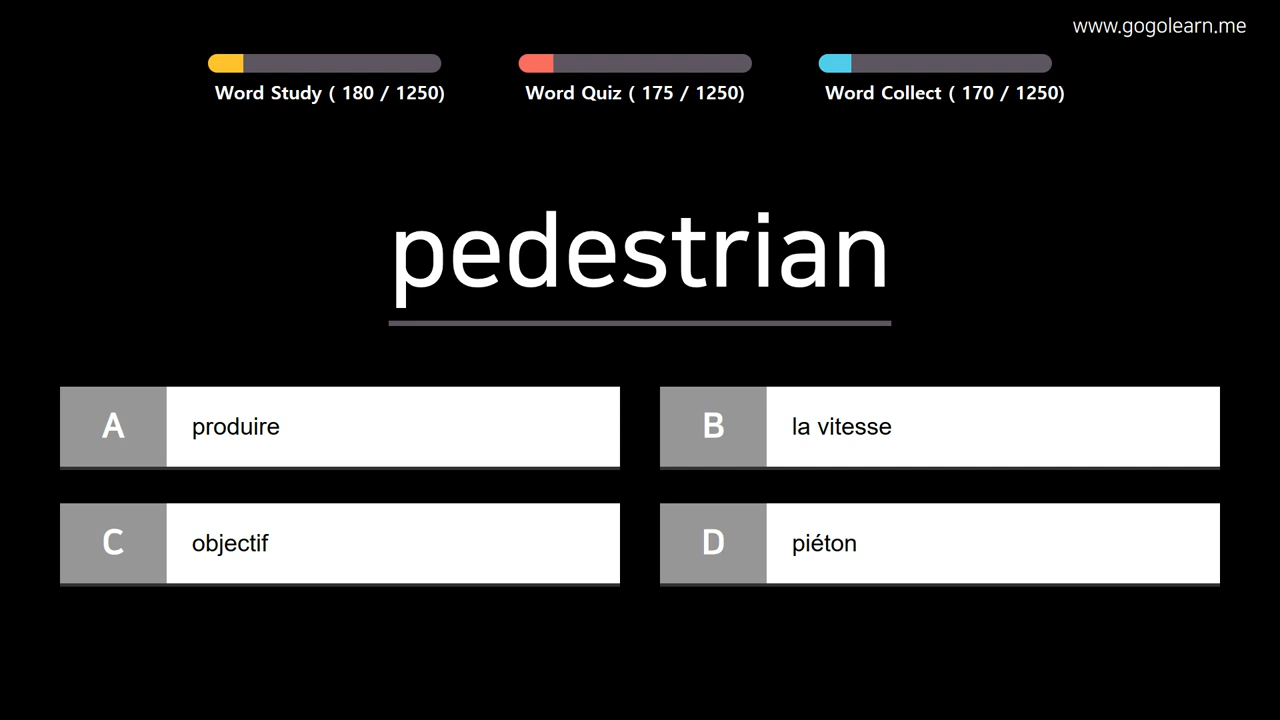 www.gogolearn.me
Word Study ( 180 / 1250)
Word Quiz ( 175 / 1250)
Word Collect ( 170 / 1250)
pedestrian
A produire
B la vitesse
C objectif
D piéton